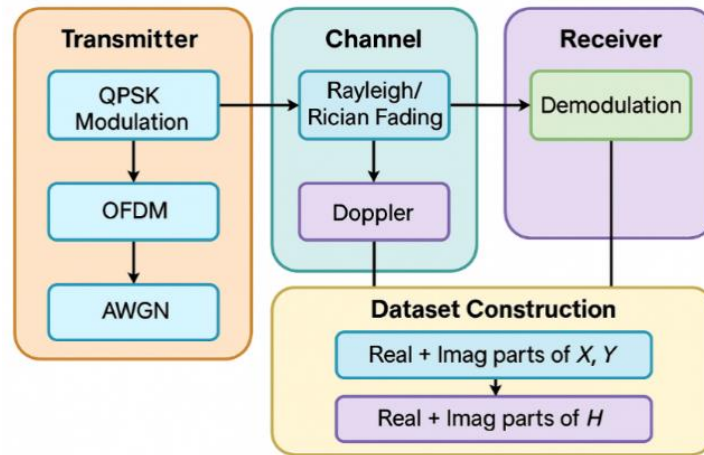 Transmitter
QPSK
Modulation
OFDM
AWGN
Channel
Rayleigh/
Rician Fading
Doppler
Receiver
Demodulation
Dataset Construction
Real + Imag parts of X, Y
Real + Imag parts of H